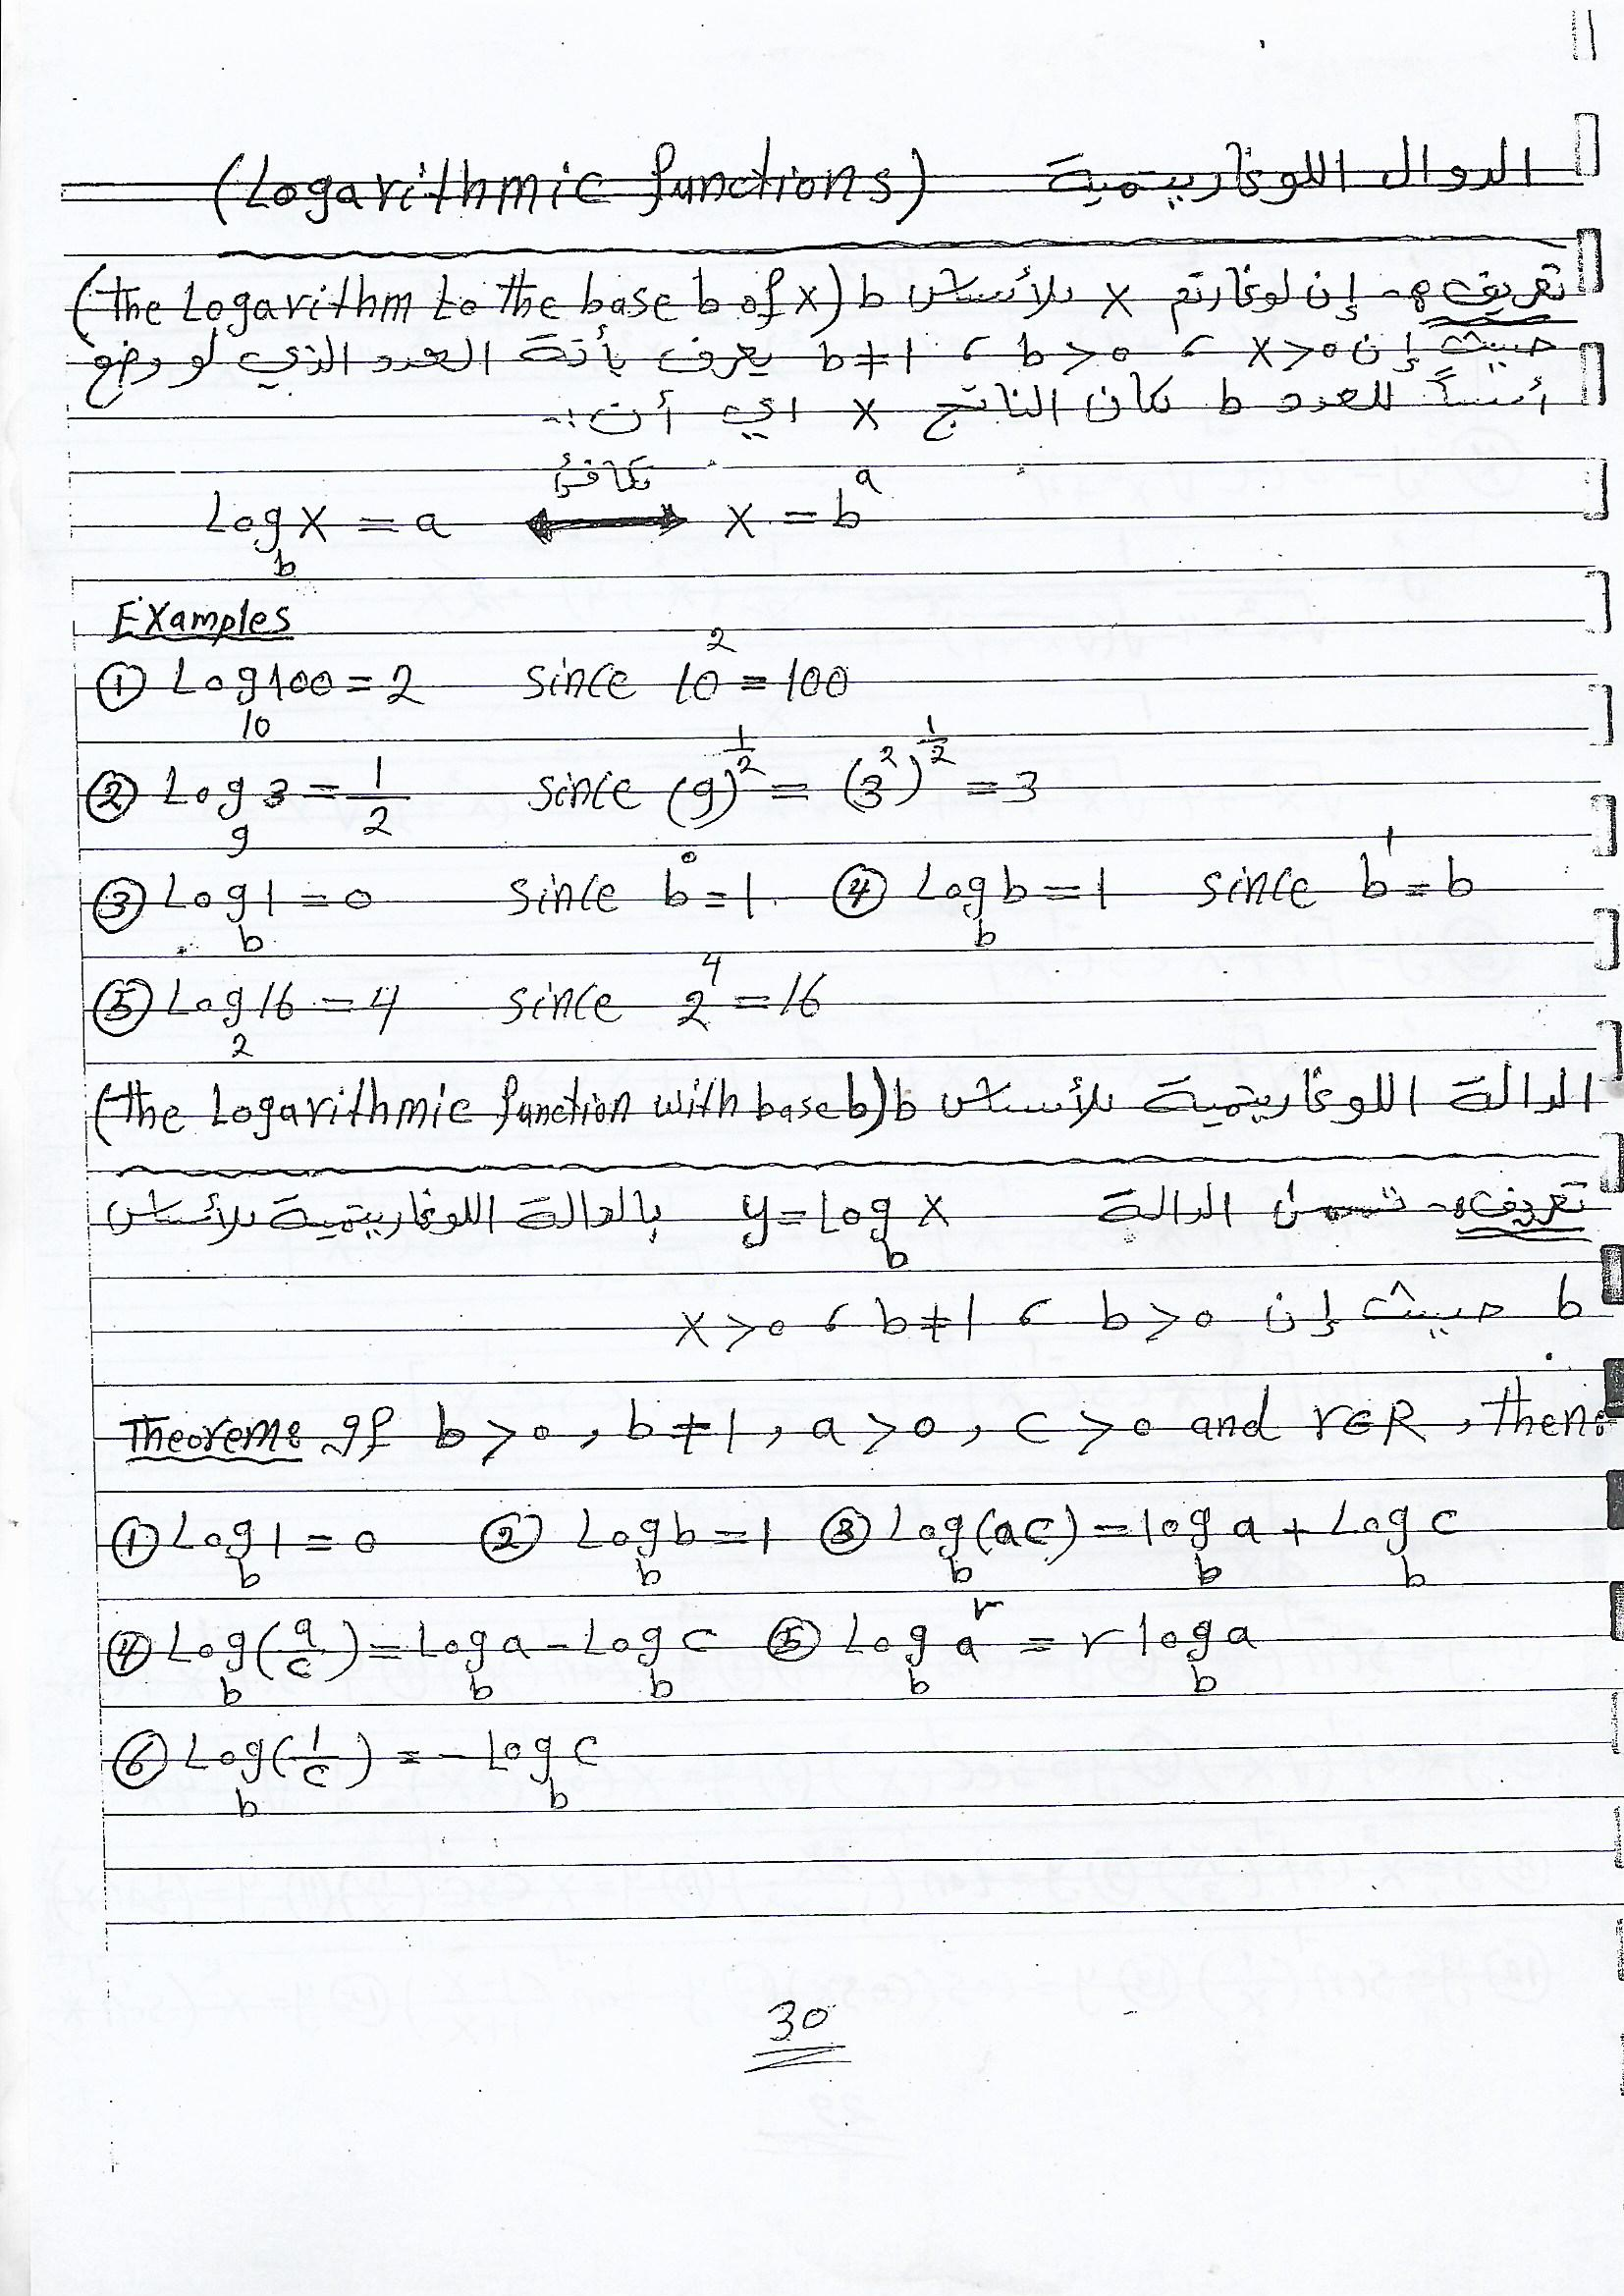 الدوال اللوغاريتمية (Logarithmic functions)
تعريف:- إن لوغارتم x للأساس b (the Logarithm to the base b of x)
حيث إن x>0 ، b>0 ، b≠1 يعرف بأنة العدد الذي لو وضع
أسـاً للعدد b لكان الناتج x اي أن:-
تكافئ
Log_b x = a ⟷ x = b^a
Examples
① Log_10 100 = 2 since 10^2 = 100
② Log_9 3 = 1/2 since (9)^(1/2) = (3^2)^(1/2) = 3
③ Log_b 1 = 0 since b^0 = 1. ④ Log_b b = 1 since b^1 = b
⑤ Log_2 16 = 4 since 2^4 = 16
الدالة اللوغاريتمية للأساس b (the Logarithmic function with base b)
تعريف:- تسمى الدالة y = Log_b x بالدالة اللوغاريتمية للأساس
b حيث إن b>0 ، b≠1 ، x>0
Theorem: If b>0, b≠1, a>0, c>0 and r∈R, then:
① Log_b 1 = 0 ② Log_b b = 1 ③ Log_b (ac) = log_b a + Log_b c
④ Log_b (a/c) = Log_b a - Log_b c ⑤ Log_b a^r = r log_b a
⑥ Log_b (1/c) = - Log_b c
30